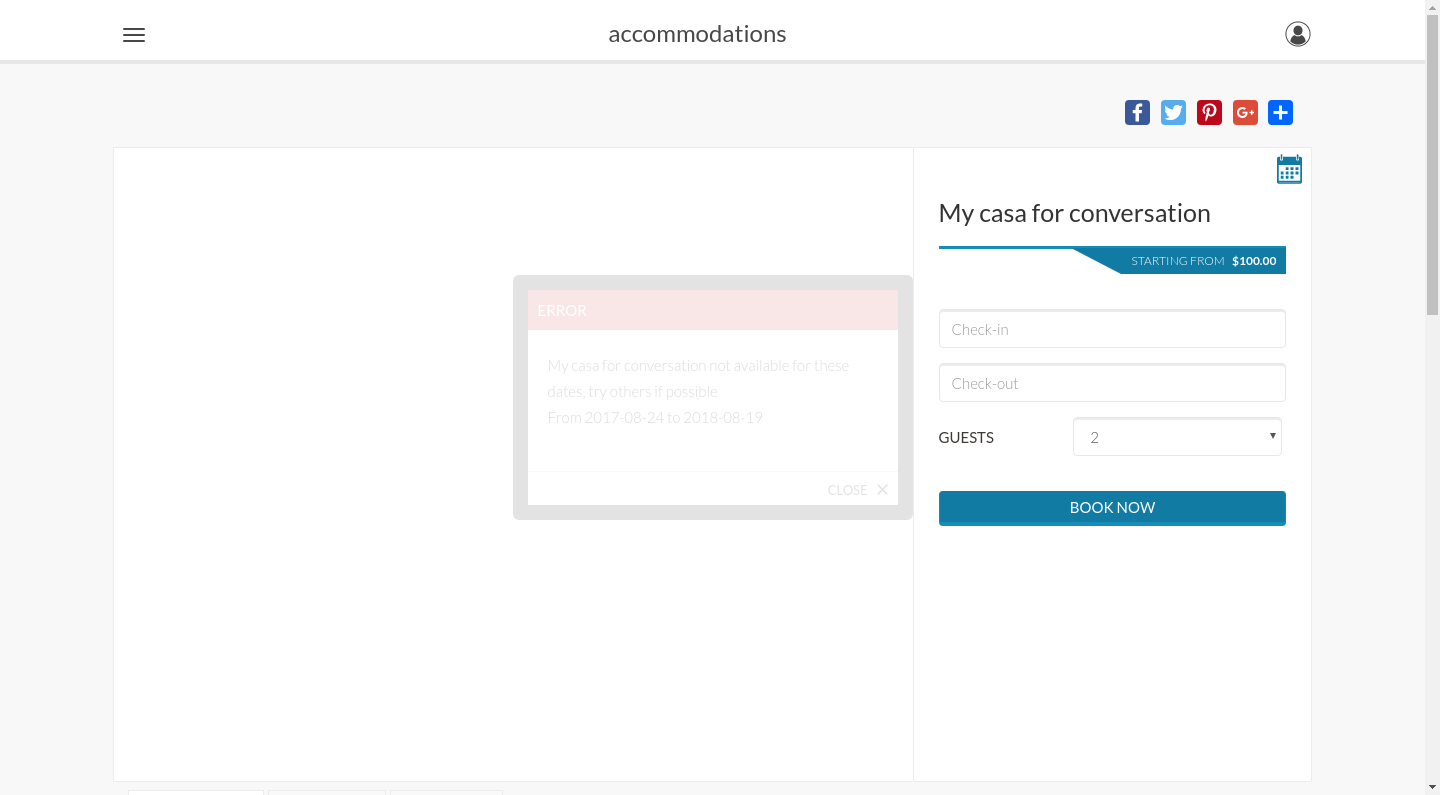 accommodations
My casa for conversation
STARTING FROM $100.00
ERROR
My casa for conversation not available for these
dates, try others if possible
From 2017-08-24 to 2018-08-19
CLOSE
Check-in
Check-out
GUESTS 2
BOOK NOW